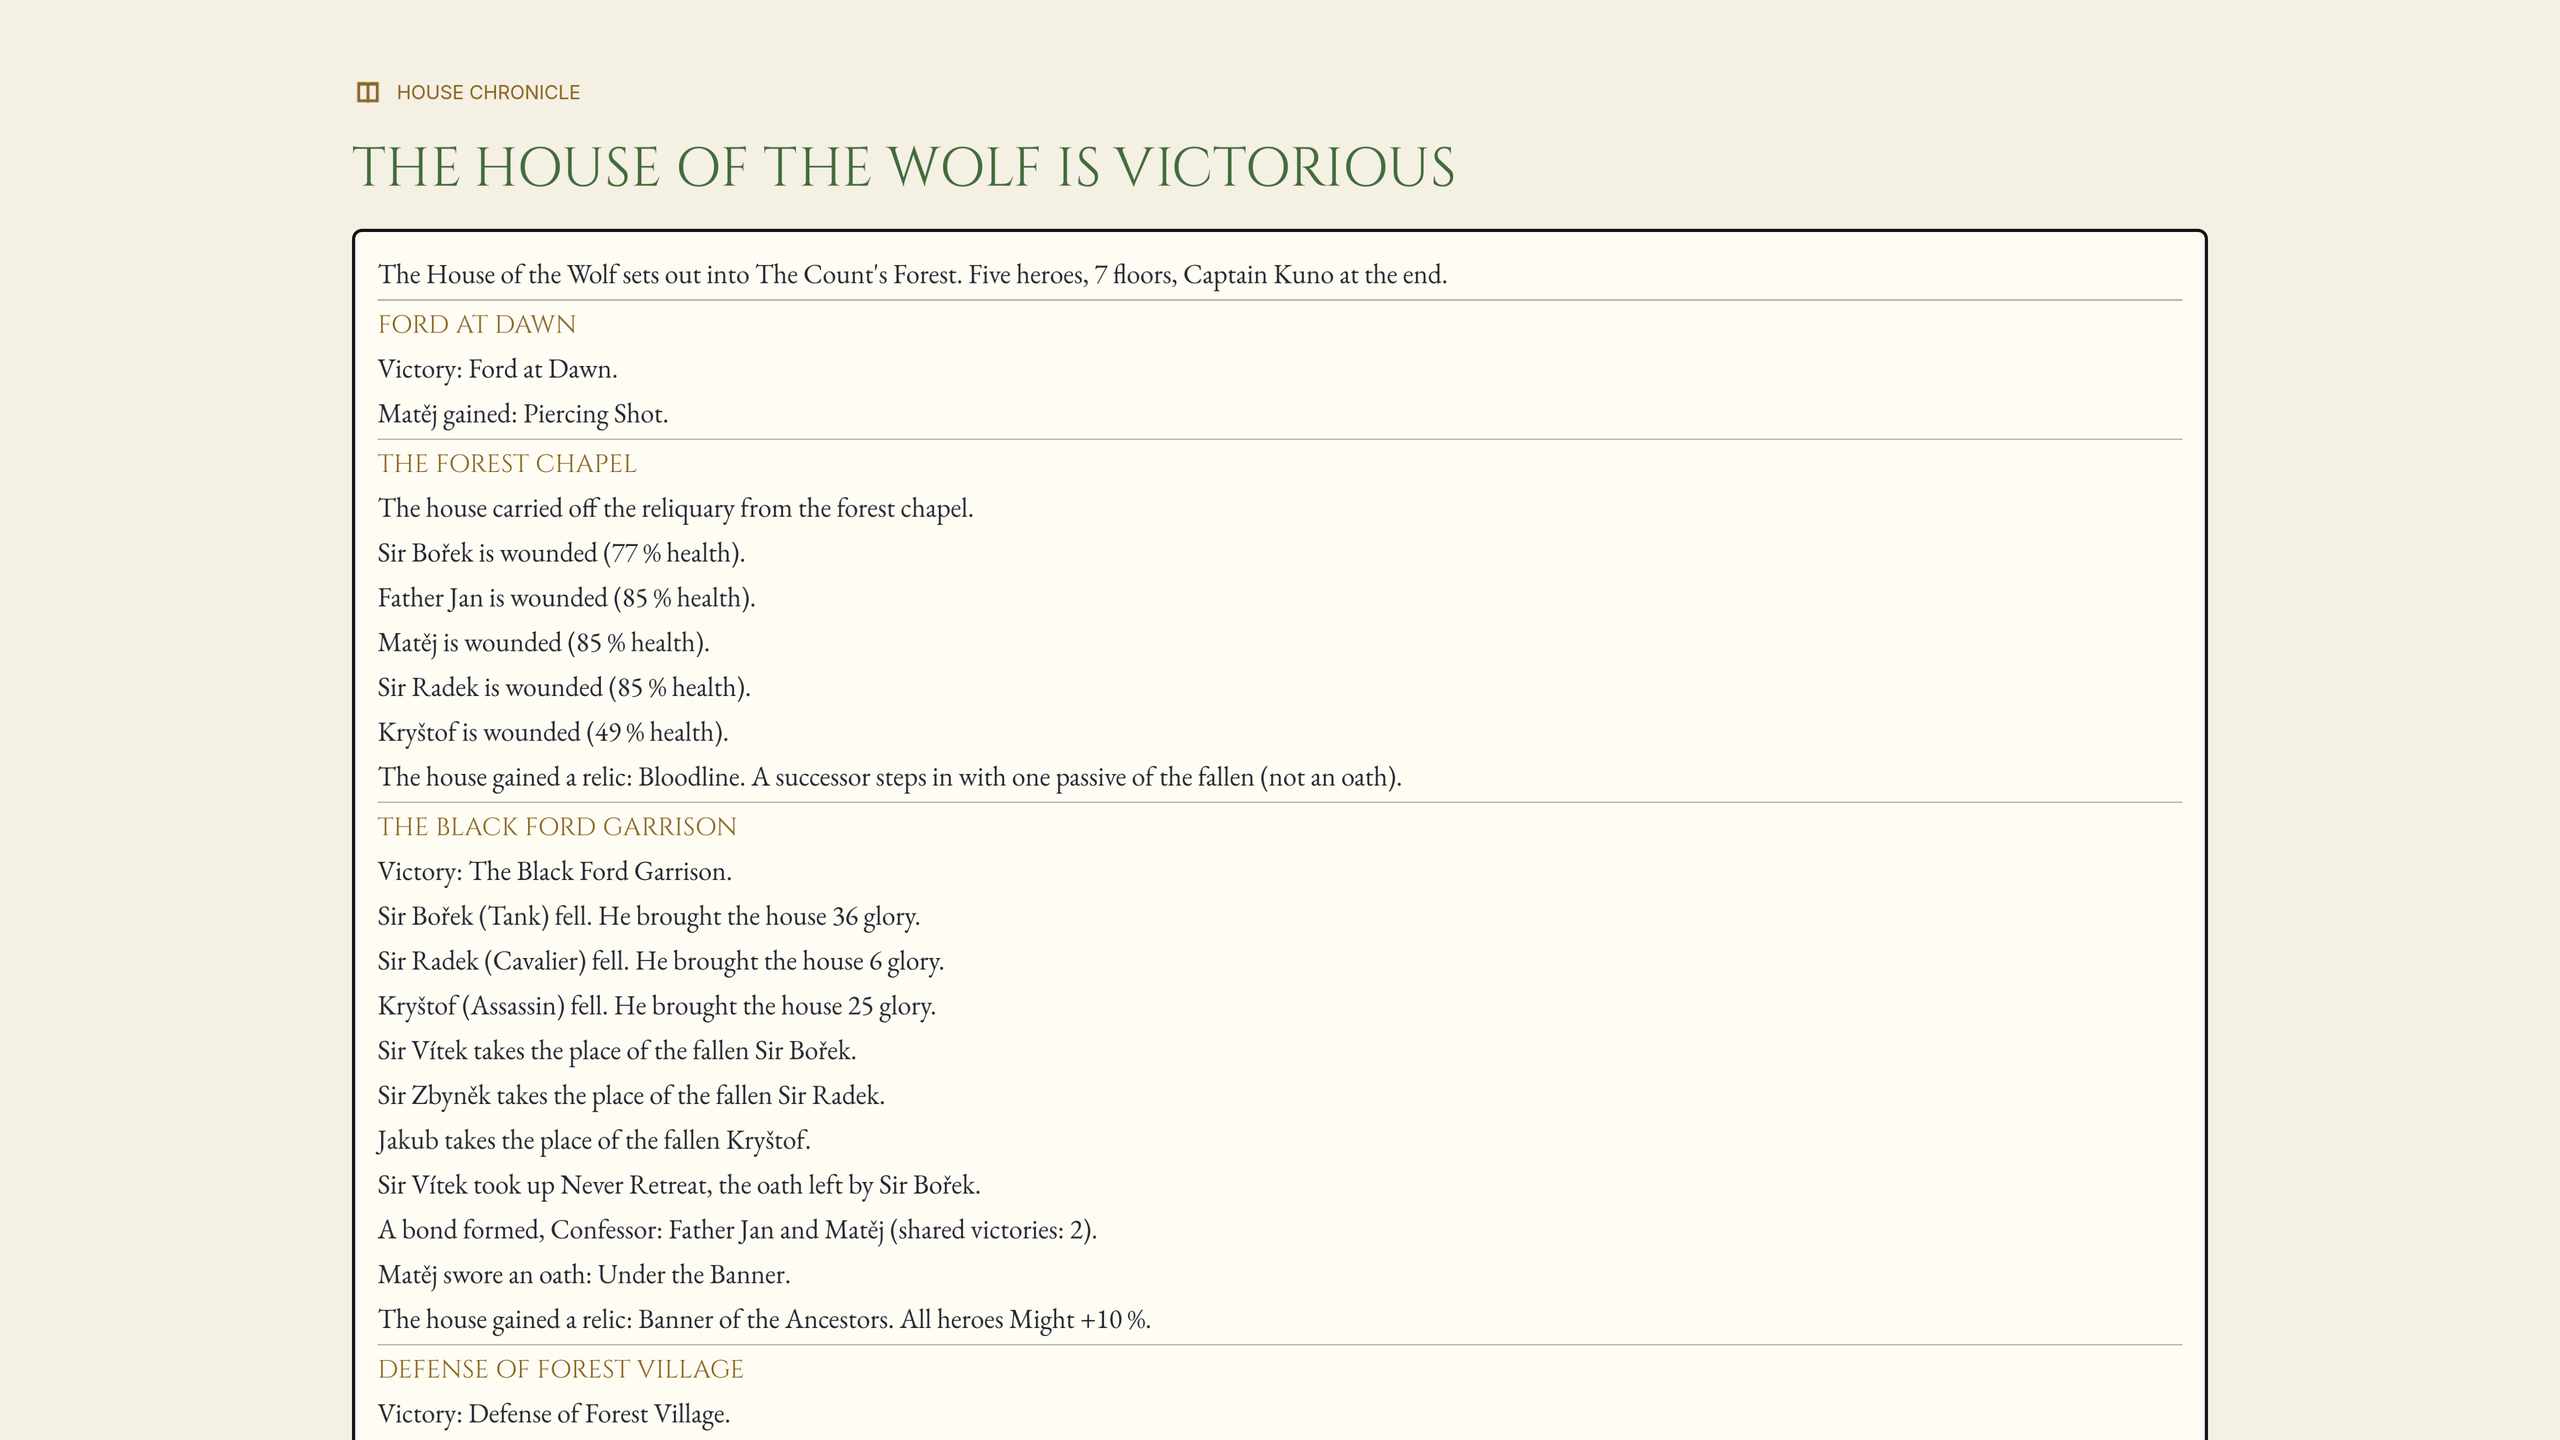 HOUSE CHRONICLE
THE HOUSE OF THE WOLF IS VICTORIOUS
The House of the Wolf sets out into The Count's Forest. Five heroes, 7 floors, Captain Kuno at the end.
FORD AT DAWN
Victory: Ford at Dawn.
Matěj gained: Piercing Shot.
THE FOREST CHAPEL
The house carried off the reliquary from the forest chapel.
Sir Bořek is wounded (77 % health).
Father Jan is wounded (85 % health).
Matěj is wounded (85 % health).
Sir Radek is wounded (85 % health).
Kryštof is wounded (49 % health).
The house gained a relic: Bloodline. A successor steps in with one passive of the fallen (not an oath).
THE BLACK FORD GARRISON
Victory: The Black Ford Garrison.
Sir Bořek (Tank) fell. He brought the house 36 glory.
Sir Radek (Cavalier) fell. He brought the house 6 glory.
Kryštof (Assassin) fell. He brought the house 25 glory.
Sir Vítek takes the place of the fallen Sir Bořek.
Sir Zbyněk takes the place of the fallen Sir Radek.
Jakub takes the place of the fallen Kryštof.
Sir Vítek took up Never Retreat, the oath left by Sir Bořek.
A bond formed, Confessor: Father Jan and Matěj (shared victories: 2).
Matěj swore an oath: Under the Banner.
The house gained a relic: Banner of the Ancestors. All heroes Might +10 %.
DEFENSE OF FOREST VILLAGE
Victory: Defense of Forest Village.